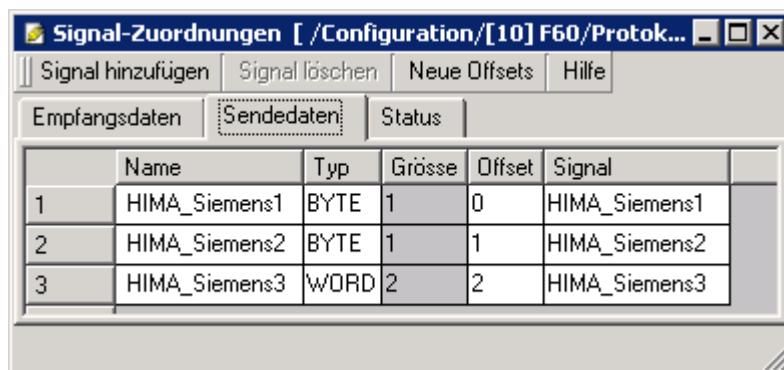 Signal-Zuordnungen [ /Configuration/[10] F60/Protok...
Signal hinzufügen Signal löschen Neue Offsets Hilfe
Empfangsdaten Sendedaten Status
Name Typ Grösse Offset Signal
1 HIMA_Siemens1 BYTE 1 0 HIMA_Siemens1
2 HIMA_Siemens2 BYTE 1 1 HIMA_Siemens2
3 HIMA_Siemens3 WORD 2 2 HIMA_Siemens3